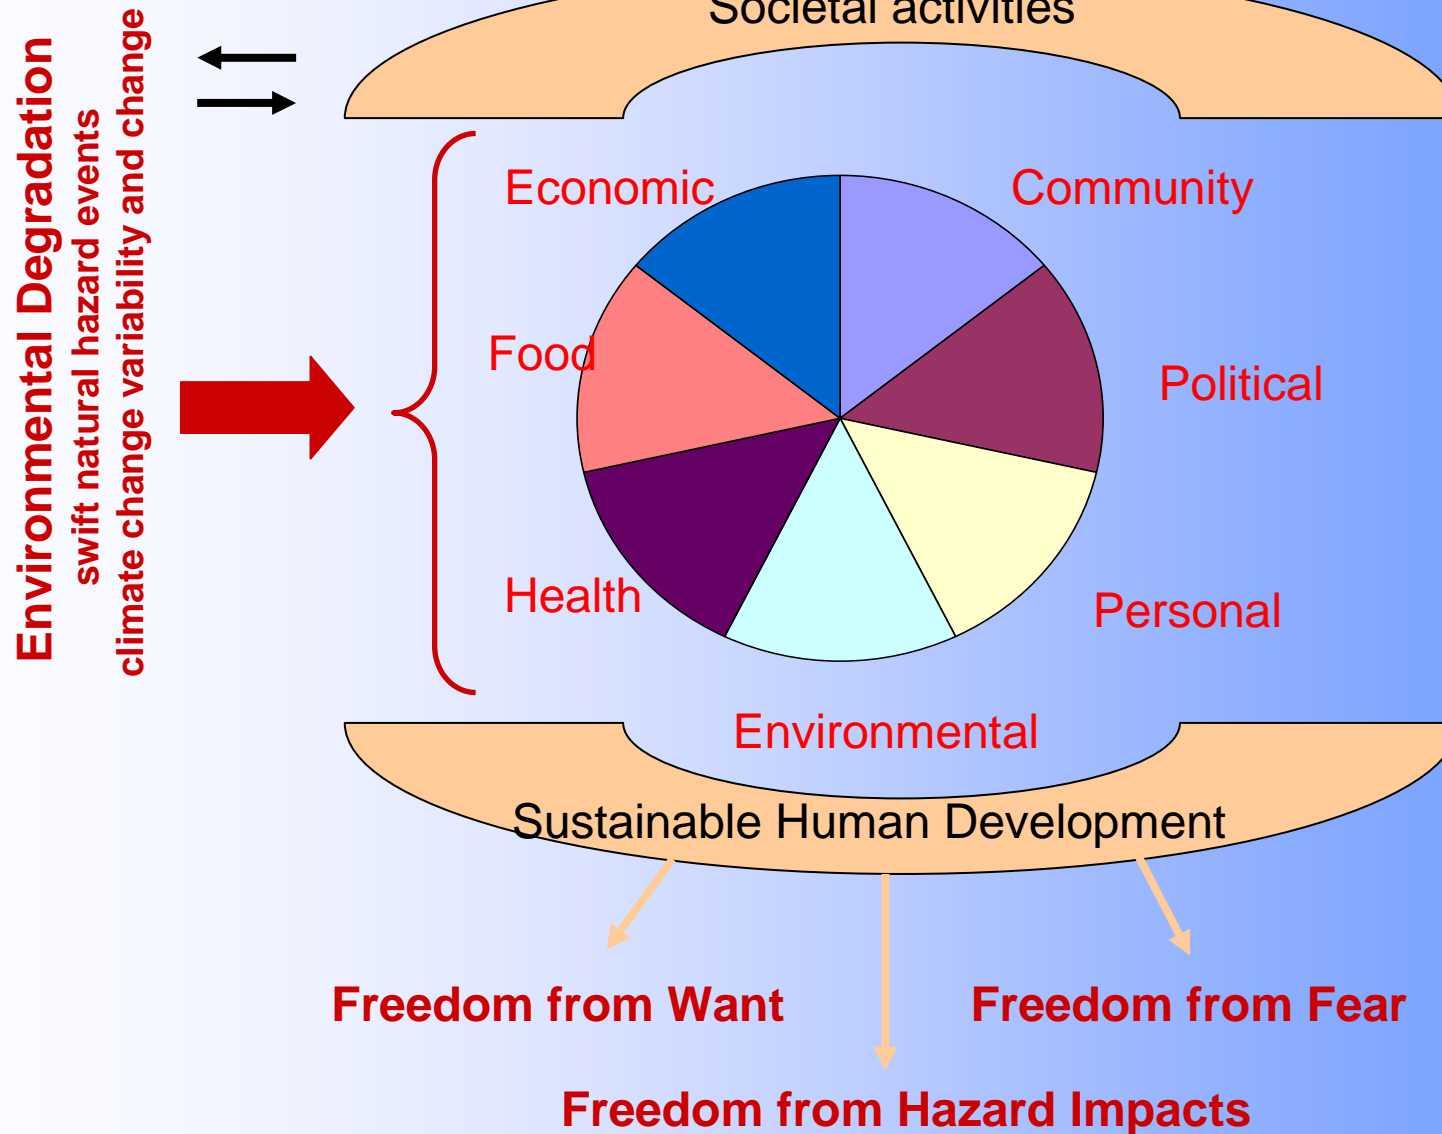 Societal activities
Environmental Degradation
swift natural hazard events
climate change variability and change
Economic
Community
Food
Political
Health
Personal
Environmental
Sustainable Human Development
Freedom from Want
Freedom from Fear
Freedom from Hazard Impacts